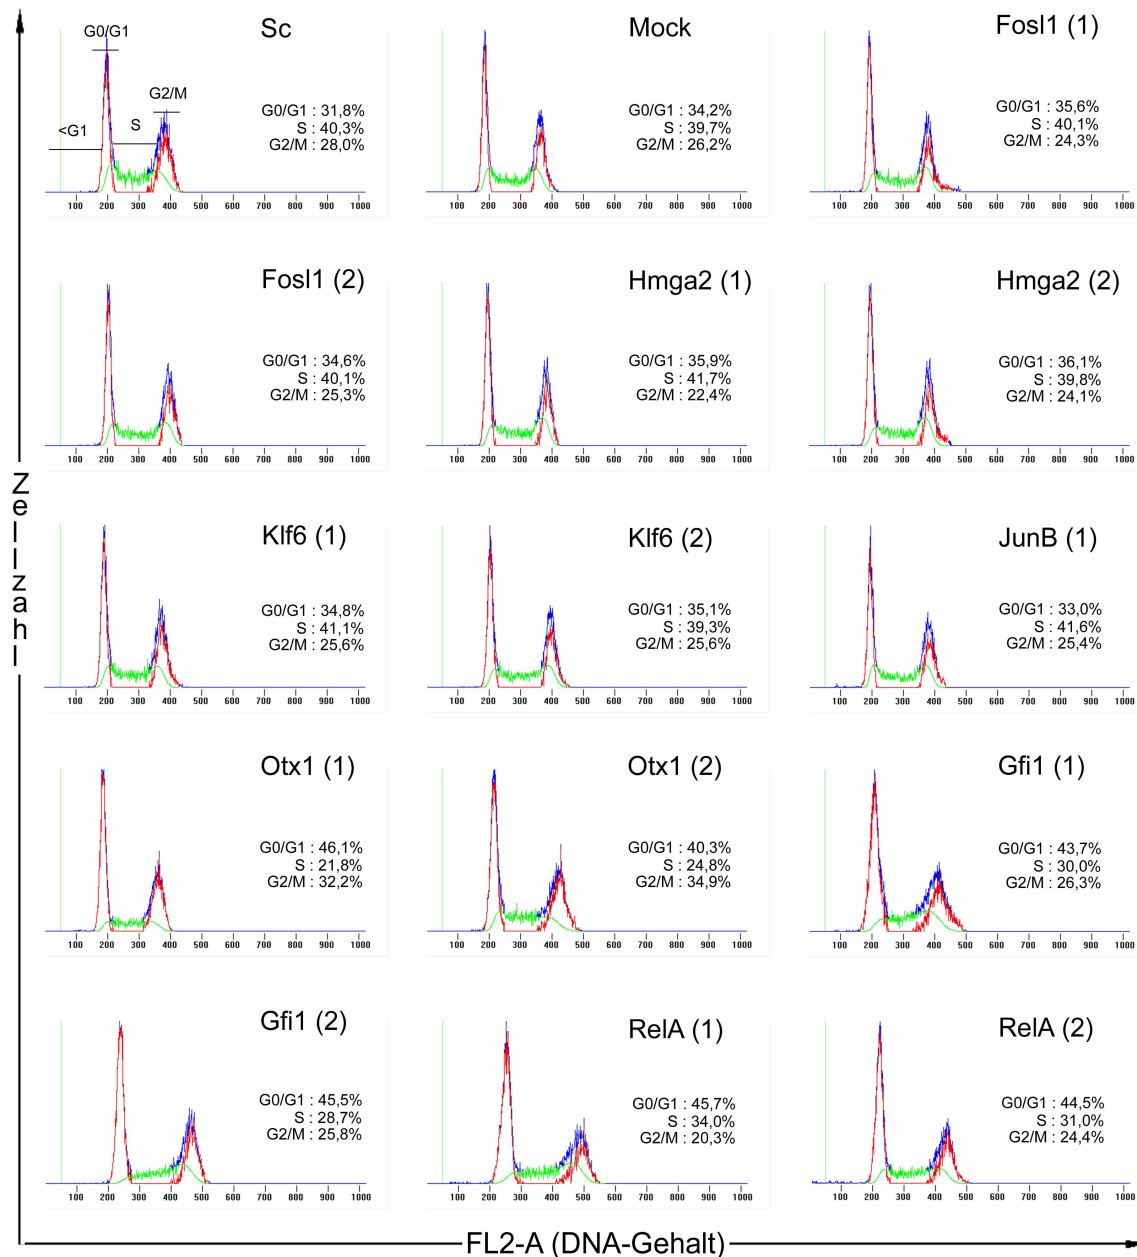 Sc
G0/G1
G2/M
S
<G1
G0/G1 : 31,8%
S : 40,3%
G2/M : 28,0%
100 200 300 400 500 600 700 800 900 1000
Mock
G0/G1 : 34,2%
S : 39,7%
G2/M : 26,2%
100 200 300 400 500 600 700 800 900 1000
Fosl1 (1)
G0/G1 : 35,6%
S : 40,1%
G2/M : 24,3%
100 200 300 400 500 600 700 800 900 1000
Fosl1 (2)
G0/G1 : 34,6%
S : 40,1%
G2/M : 25,3%
100 200 300 400 500 600 700 800 900 1000
Hmga2 (1)
G0/G1 : 35,9%
S : 41,7%
G2/M : 22,4%
100 200 300 400 500 600 700 800 900 1000
Hmga2 (2)
G0/G1 : 36,1%
S : 39,8%
G2/M : 24,1%
100 200 300 400 500 600 700 800 900 1000
Zellzahl
Klf6 (1)
G0/G1 : 34,8%
S : 41,1%
G2/M : 25,6%
100 200 300 400 500 600 700 800 900 1000
Klf6 (2)
G0/G1 : 35,1%
S : 39,3%
G2/M : 25,6%
100 200 300 400 500 600 700 800 900 1000
JunB (1)
G0/G1 : 33,0%
S : 41,6%
G2/M : 25,4%
100 200 300 400 500 600 700 800 900 1000
Otx1 (1)
G0/G1 : 46,1%
S : 21,8%
G2/M : 32,2%
100 200 300 400 500 600 700 800 900 1000
Otx1 (2)
G0/G1 : 40,3%
S : 24,8%
G2/M : 34,9%
100 200 300 400 500 600 700 800 900 1000
Gfi1 (1)
G0/G1 : 43,7%
S : 30,0%
G2/M : 26,3%
100 200 300 400 500 600 700 800 900 1000
Gfi1 (2)
G0/G1 : 45,5%
S : 28,7%
G2/M : 25,8%
100 200 300 400 500 600 700 800 900 1000
RelA (1)
G0/G1 : 45,7%
S : 34,0%
G2/M : 20,3%
100 200 300 400 500 600 700 800 900 1000
RelA (2)
G0/G1 : 44,5%
S : 31,0%
G2/M : 24,4%
100 200 300 400 500 600 700 800 900 1000
FL2-A (DNA-Gehalt)